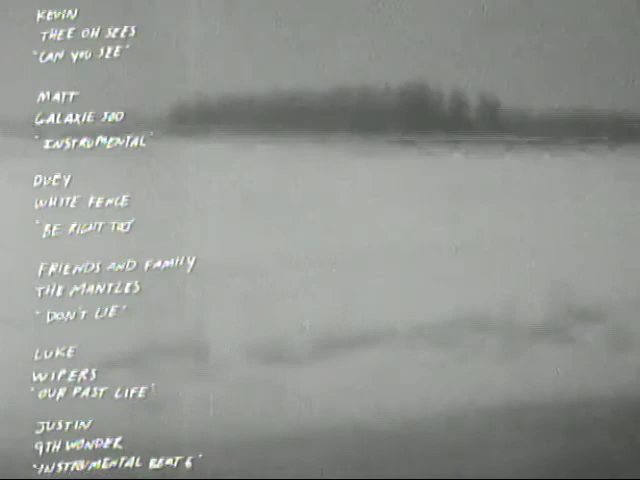 KEVIN
THEE OH SEES
"CAN YOU SEE"
MATT
GALAXIE 500
"INSTRUMENTAL"
DUEY
WHITE FENCE
"BE RIGHT TOO"
FRIENDS AND FAMILY
THE MANTLES
"DON'T LIE"
LUKE
WIPERS
"OUR PAST LIFE"
JUSTIN
9TH WONDER
"INSTRUMENTAL BEAT 6"